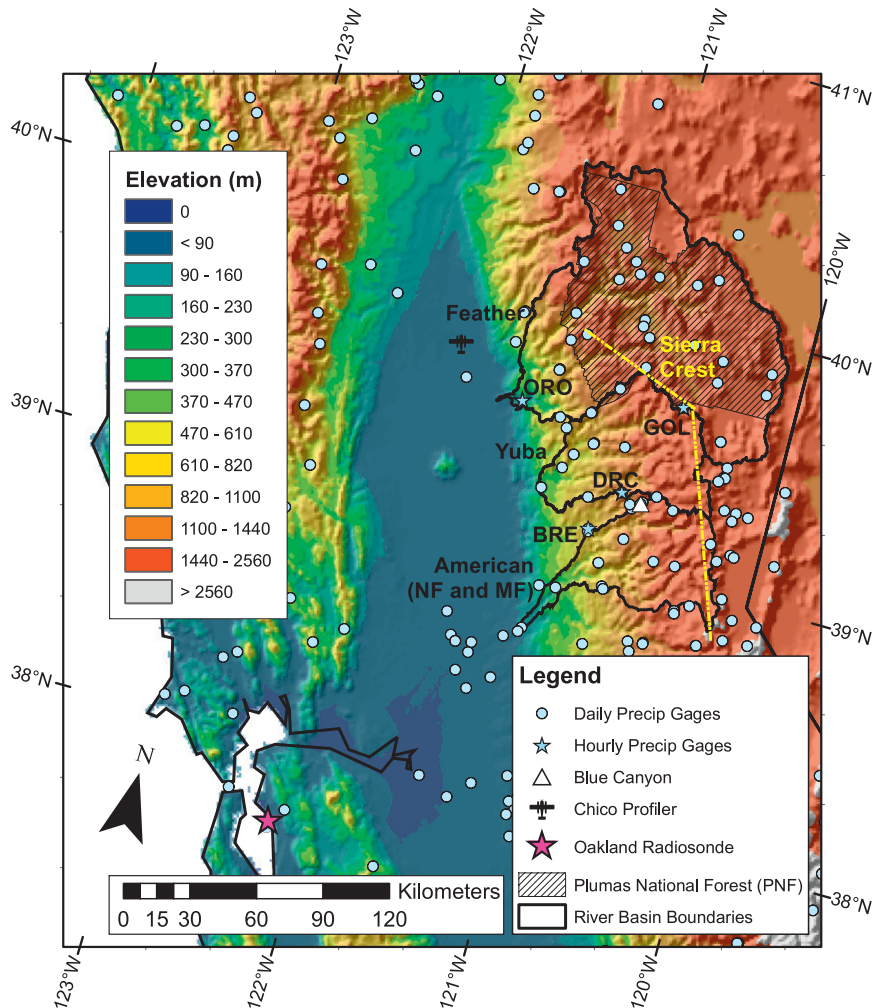 123°W
122°W
121°W
41°N
40°N
Elevation (m)
0
< 90
90 - 160
160 - 230
230 - 300
300 - 370
370 - 470
470 - 610
610 - 820
820 - 1100
1100 - 1440
1440 - 2560
> 2560
120°W
Feather
Sierra
Crest
40°N
ORO
39°N
GOL
Yuba
DRC
BRE
American
(NF and MF)
39°N
38°N
Legend
Daily Precip Gages
Hourly Precip Gages
Blue Canyon
Chico Profiler
Oakland Radiosonde
Plumas National Forest (PNF)
River Basin Boundaries
N
Kilometers
0 15 30 60 90 120
38°N
123°W
122°W
121°W
120°W